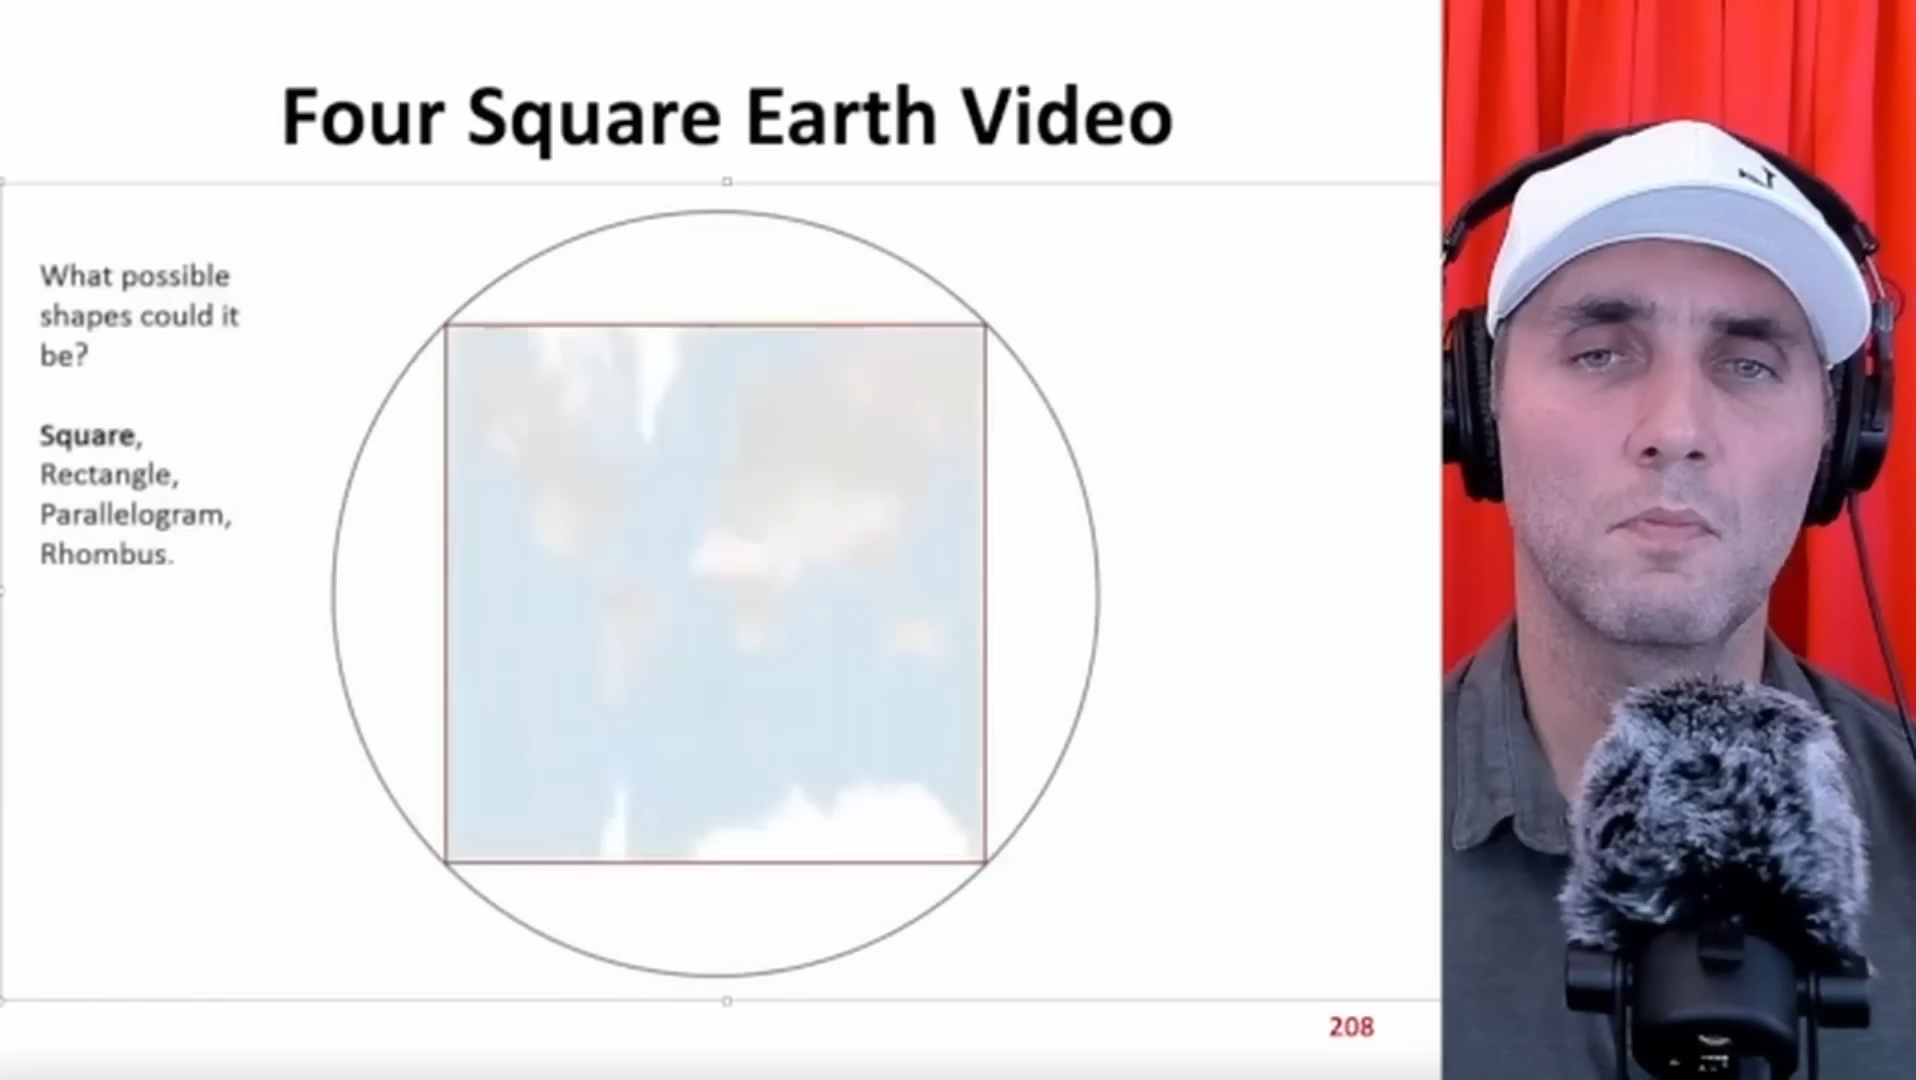 Four Square Earth Video
What possible
shapes could it
be?
Square,
Rectangle,
Parallelogram,
Rhombus.
208